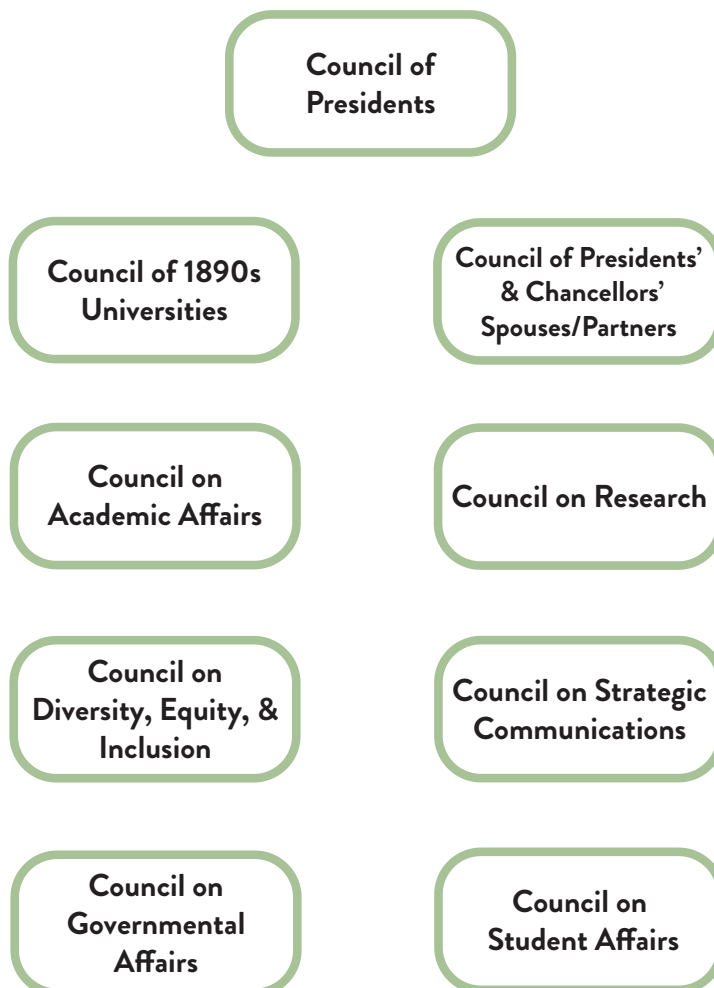 Council of
Presidents
Council of 1890s
Universities
Council of Presidents’
& Chancellors’
Spouses/Partners
Council on
Academic Affairs
Council on Research
Council on
Diversity, Equity, &
Inclusion
Council on Strategic
Communications
Council on
Governmental
Affairs
Council on
Student Affairs